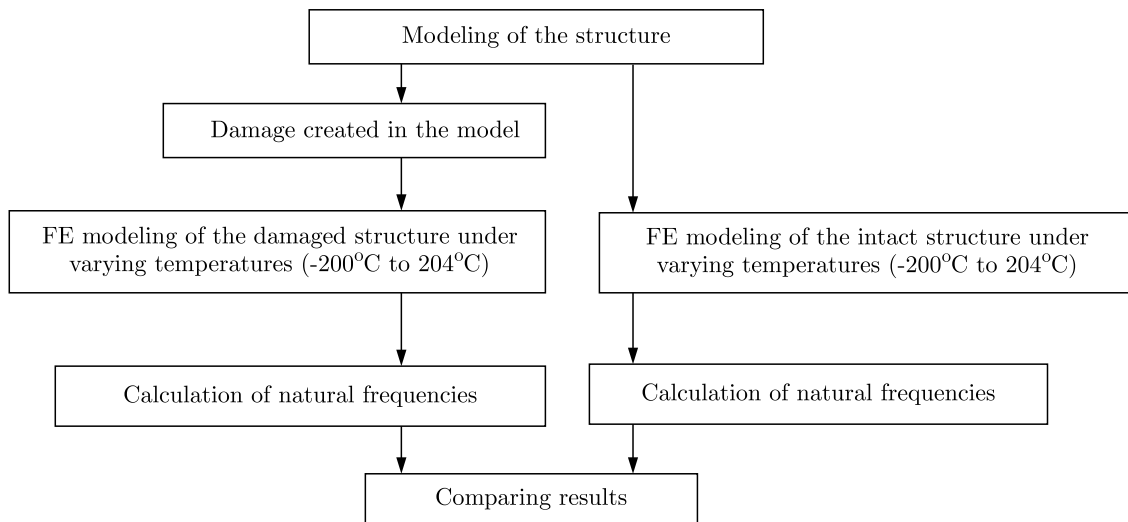 Modeling of the structure
Damage created in the model
FE modeling of the damaged structure under
varying temperatures (-200°C to 204°C)
FE modeling of the intact structure under
varying temperatures (-200°C to 204°C)
Calculation of natural frequencies
Calculation of natural frequencies
Comparing results